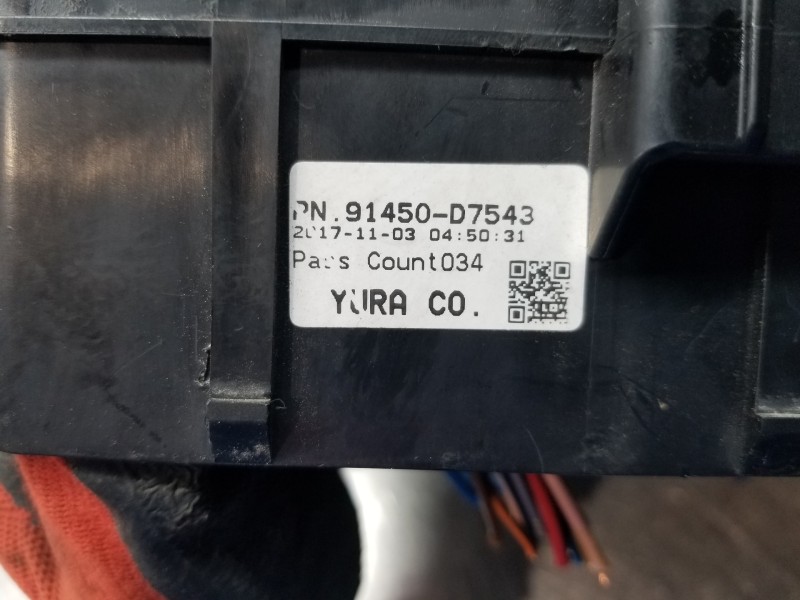 PN.91450-D7543
2017-11-03 04:50:31
Pass Count034
YURA CO.